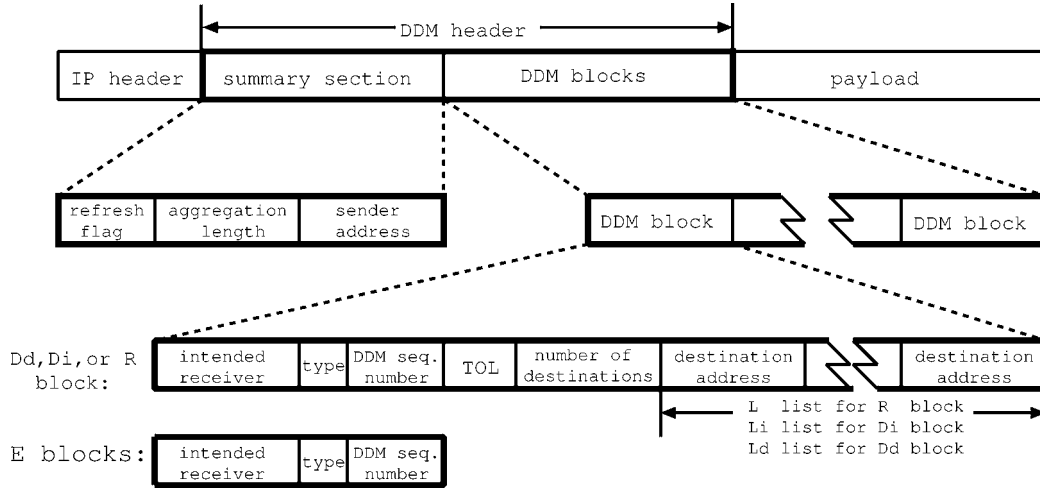 DDM header
IP header
summary section
DDM blocks
payload
refresh
flag
aggregation
length
sender
address
DDM block
DDM block
Dd,Di,or R
block:
intended
receiver
type
DDM seq.
number
TOL
number of
destinations
destination
address
destination
address
L list for R block
Li list for Di block
Ld list for Dd block
E blocks:
intended
receiver
type
DDM seq.
number